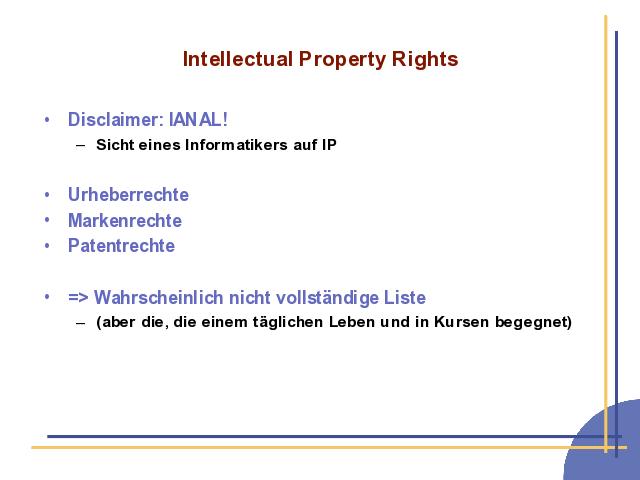 Intellectual Property Rights
• Disclaimer: IANAL!
– Sicht eines Informatikers auf IP
• Urheberrechte
• Markenrechte
• Patentrechte
• => Wahrscheinlich nicht vollständige Liste
– (aber die, die einem täglichen Leben und in Kursen begegnet)